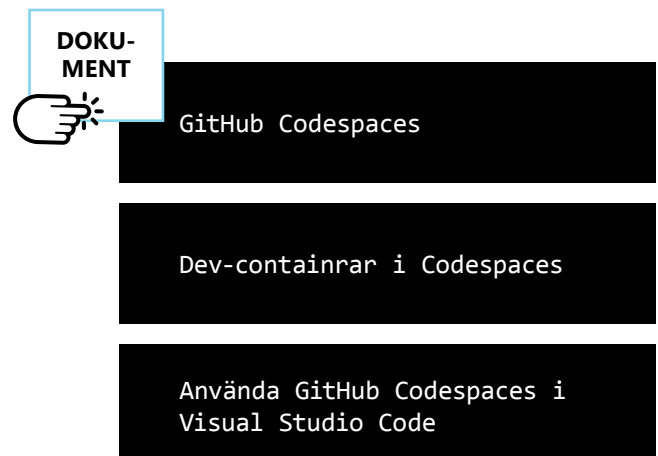 DOKU-
MENT
GitHub Codespaces
Dev-containrar i Codespaces
Använda GitHub Codespaces i
Visual Studio Code